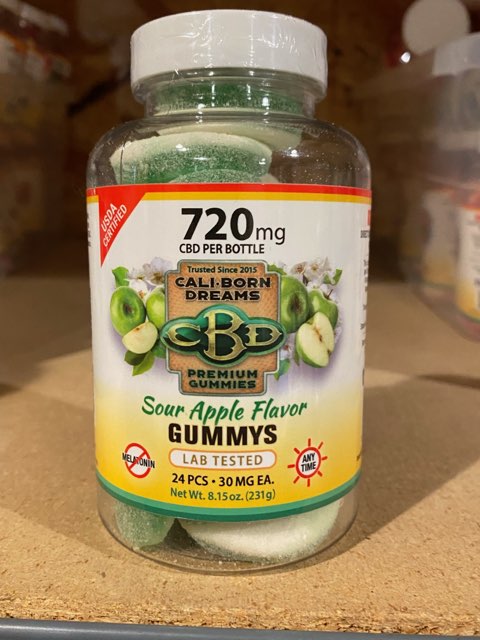 USDA
CERTIFIED
720mg
CBD PER BOTTLE
Trusted Since 2015
CALI-BORN
DREAMS
CBD
PREMIUM
GUMMIES
Sour Apple Flavor
GUMMYS
LAB TESTED
MELATONIN
ANY
TIME
24 PCS • 30 MG EA.
Net Wt. 8.15 oz. (231g)